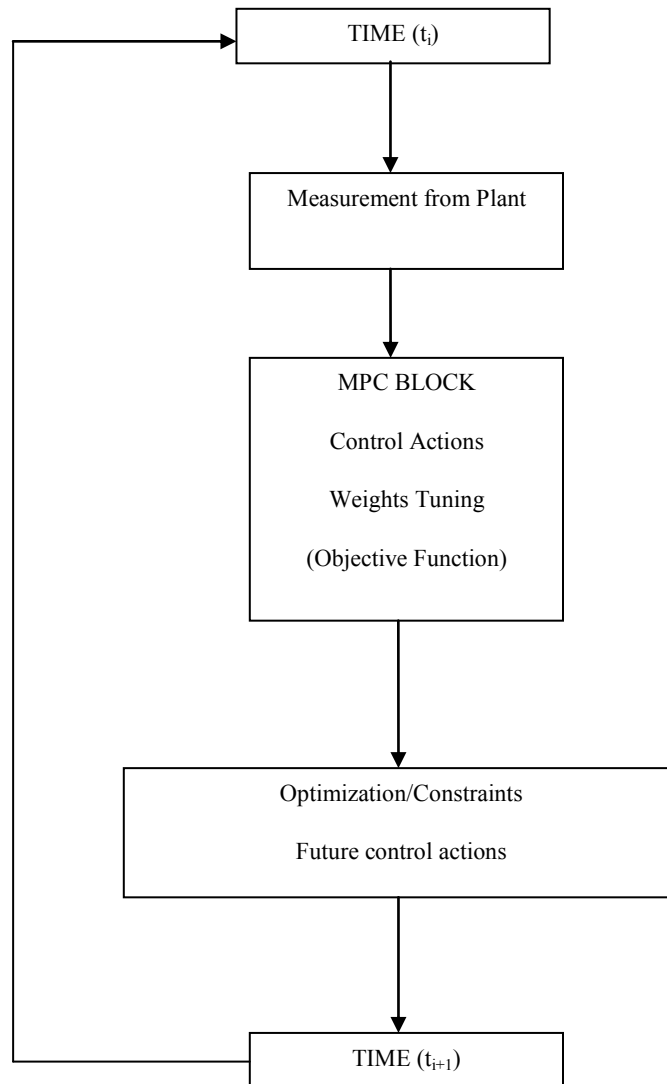 TIME (tᵢ)
Measurement from Plant
MPC BLOCK
Control Actions
Weights Tuning
(Objective Function)
Optimization/Constraints
Future control actions
TIME (tᵢ₊₁)